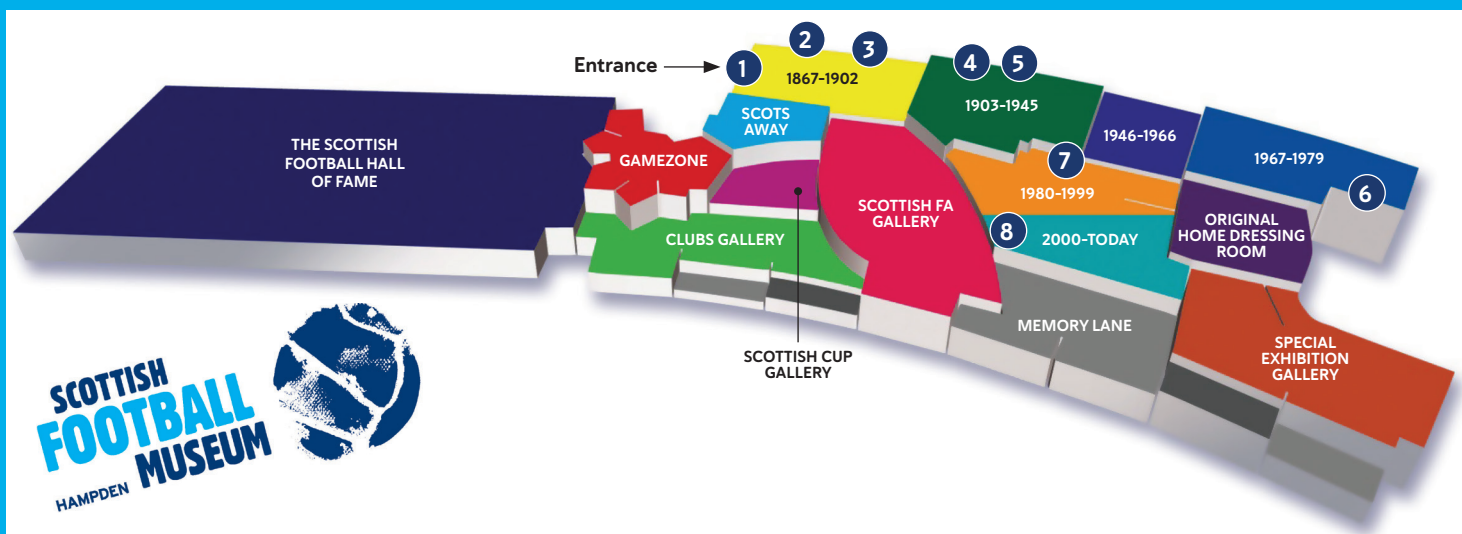 Entrance
1
2
3
4
5
1867-1902
1903-1945
1946-1966
1967-1979
THE SCOTTISH
FOOTBALL HALL
OF FAME
GAMEZONE
SCOTS
AWAY
7
1980-1999
6
SCOTTISH FA
GALLERY
ORIGINAL
HOME DRESSING
ROOM
CLUBS GALLERY
8
2000-TODAY
MEMORY LANE
SPECIAL
EXHIBITION
GALLERY
SCOTTISH CUP
GALLERY
SCOTTISH
FOOTBALL
MUSEUM
HAMPDEN